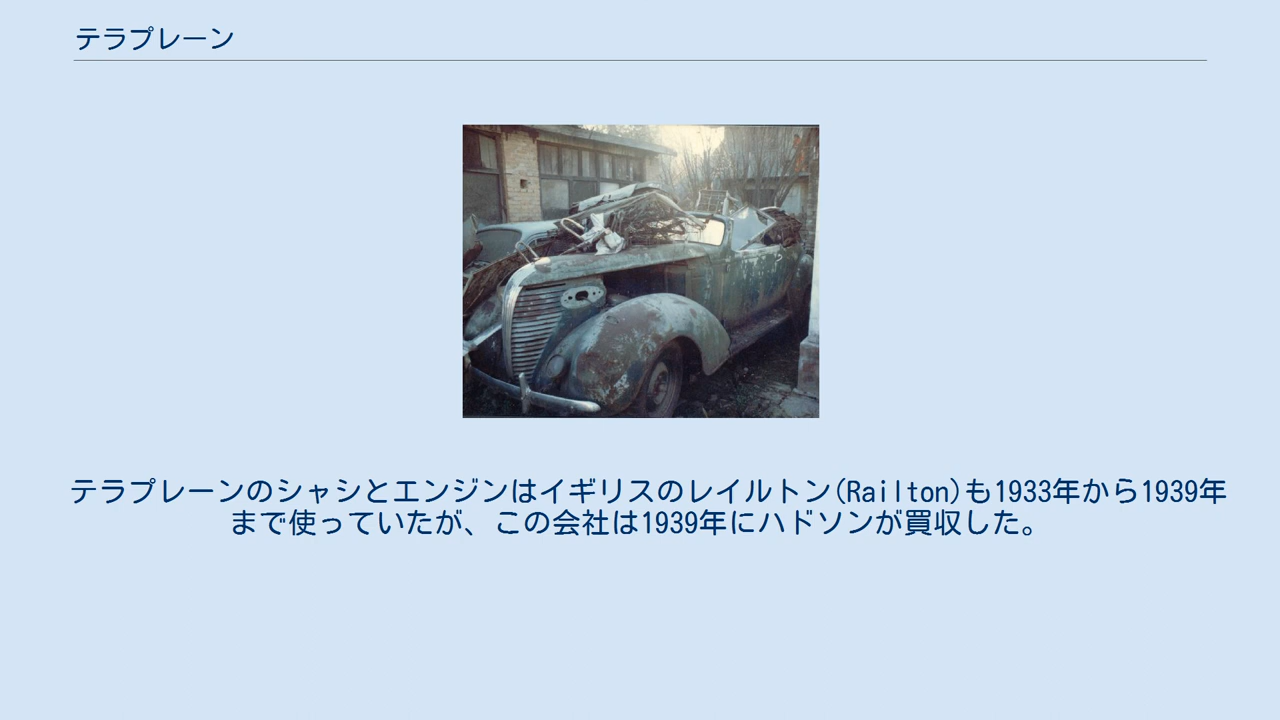 テラプレーン
テラプレーンのシャシとエンジンはイギリスのレイルトン(Railton)も1933年から1939年
まで使っていたが、この会社は1939年にハドソンが買収した。